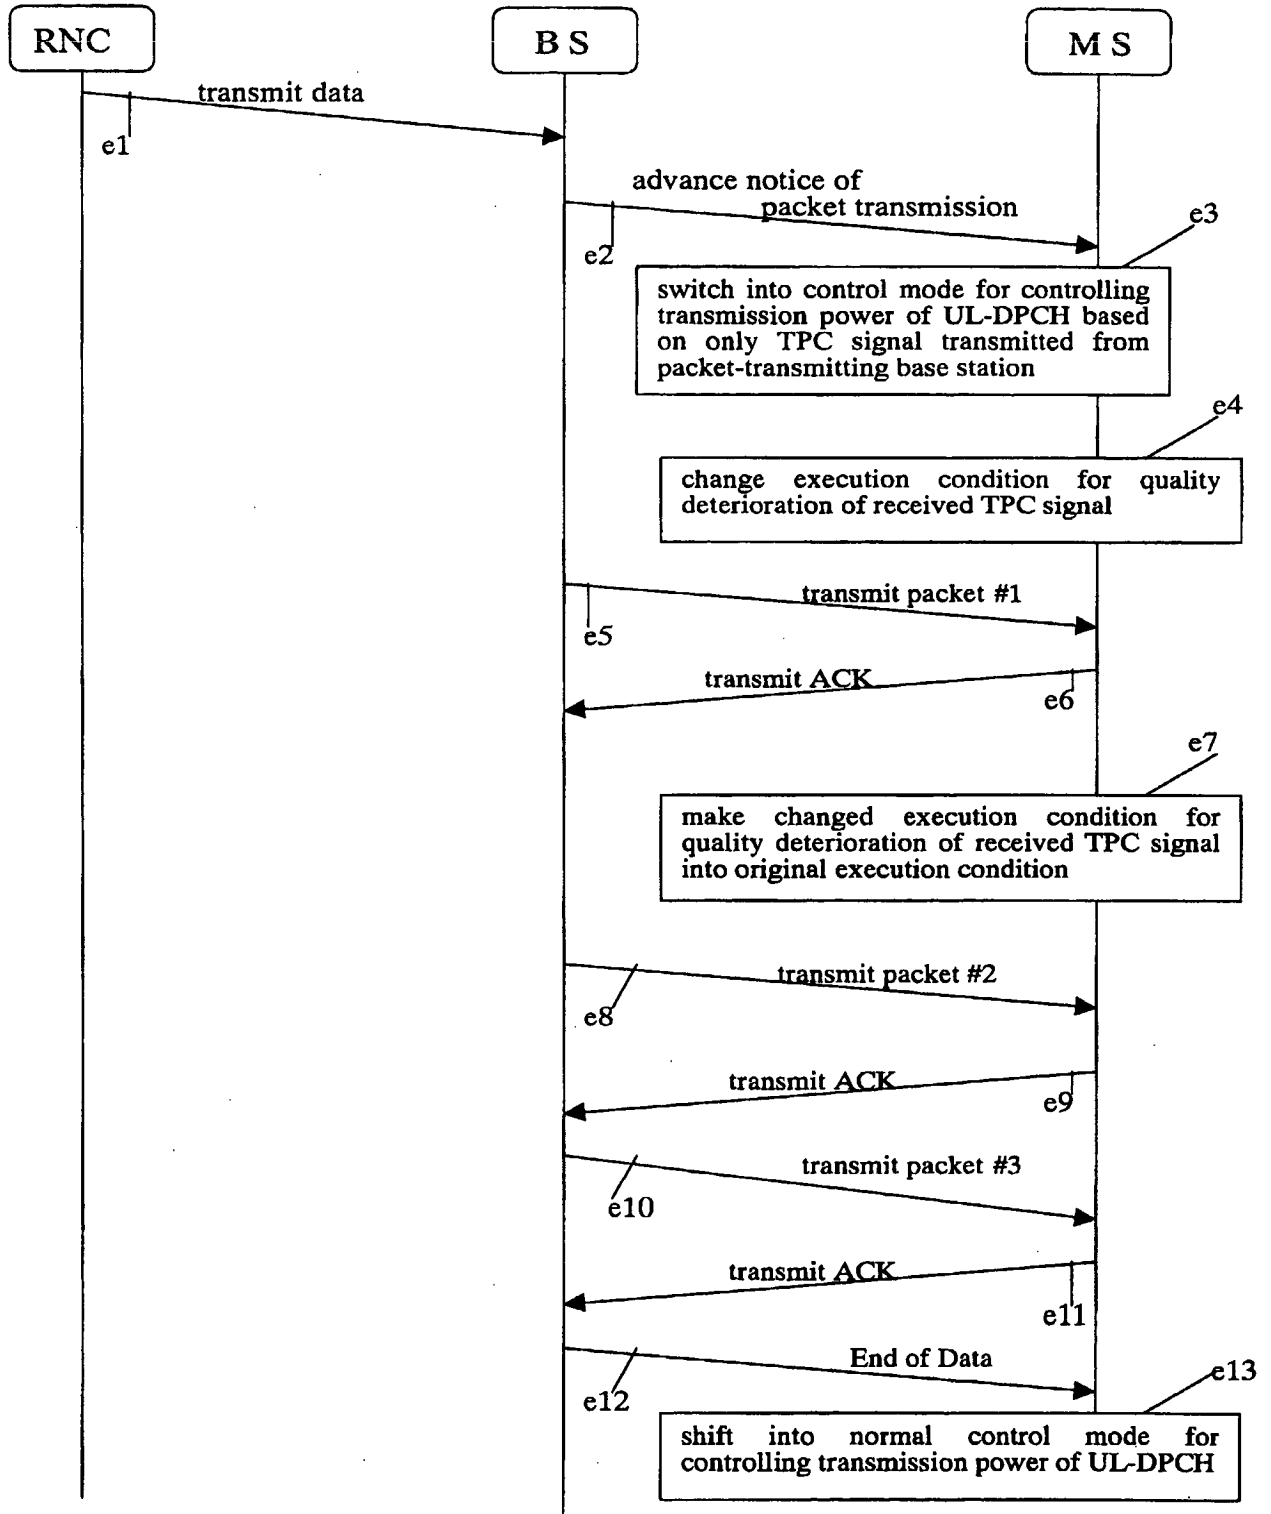 RNC
B S
M S
transmit data
e1
advance notice of
packet transmission
e2
e3
switch into control mode for controlling
transmission power of UL-DPCH based
on only TPC signal transmitted from
packet-transmitting base station
e4
change execution condition for quality
deterioration of received TPC signal
transmit packet #1
e5
transmit ACK
e6
e7
make changed execution condition for
quality deterioration of received TPC signal
into original execution condition
transmit packet #2
e8
transmit ACK
e9
transmit packet #3
e10
transmit ACK
e11
End of Data
e12
e13
shift into normal control mode for
controlling transmission power of UL-DPCH